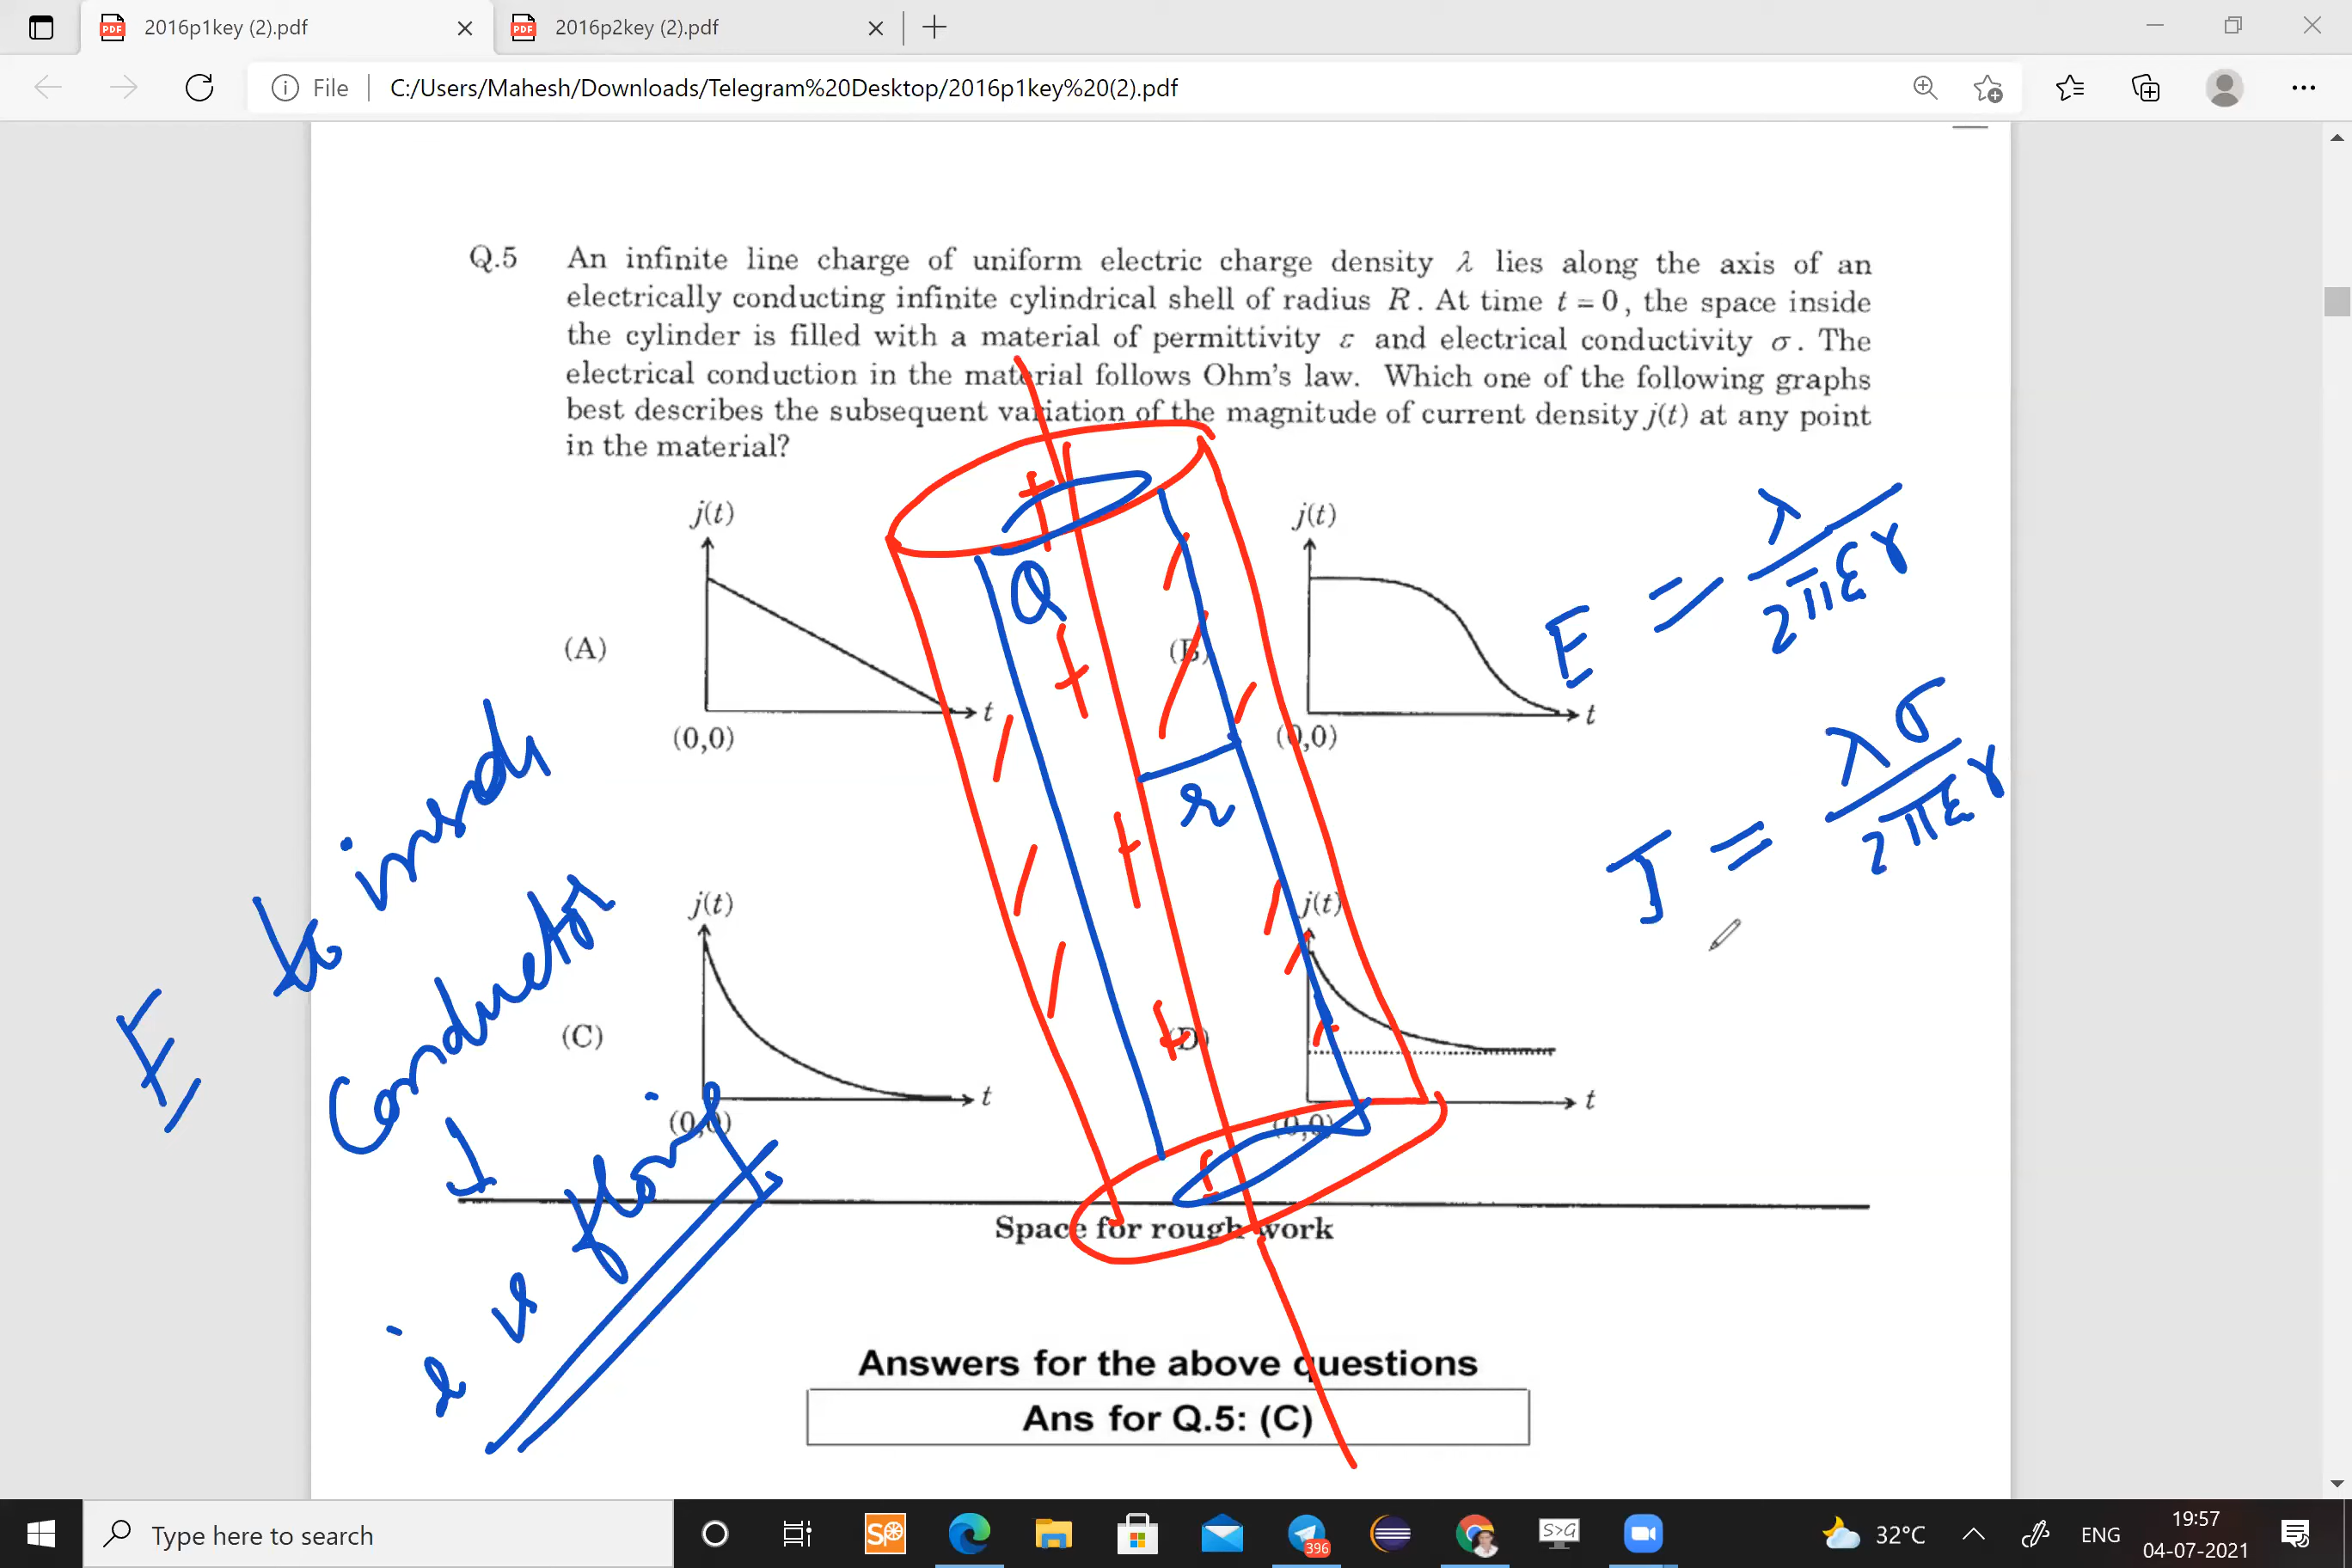 2016p1key (2).pdf
2016p2key (2).pdf
File
C:/Users/Mahesh/Downloads/Telegram%20Desktop/2016p1key%20(2).pdf
Q.5 An infinite line charge of uniform electric charge density λ lies along the axis of an
electrically conducting infinite cylindrical shell of radius R. At time t = 0, the space inside
the cylinder is filled with a material of permittivity ε and electrical conductivity σ. The
electrical conduction in the material follows Ohm's law. Which one of the following graphs
best describes the subsequent variation of the magnitude of current density j(t) at any point
in the material?
j(t)
(A)
t
(0,0)
j(t)
(B)
t
(0,0)
j(t)
(C)
t
(0,0)
j(t)
(D)
t
(0,0)
Q
r
E = λ / 2πεr
J = λσ / 2πεr
E to
Conductor
i is
Space for rough work
Answers for the above questions
Ans for Q.5: (C)
Type here to search
396
S>G
32°C
ENG
19:57
04-07-2021